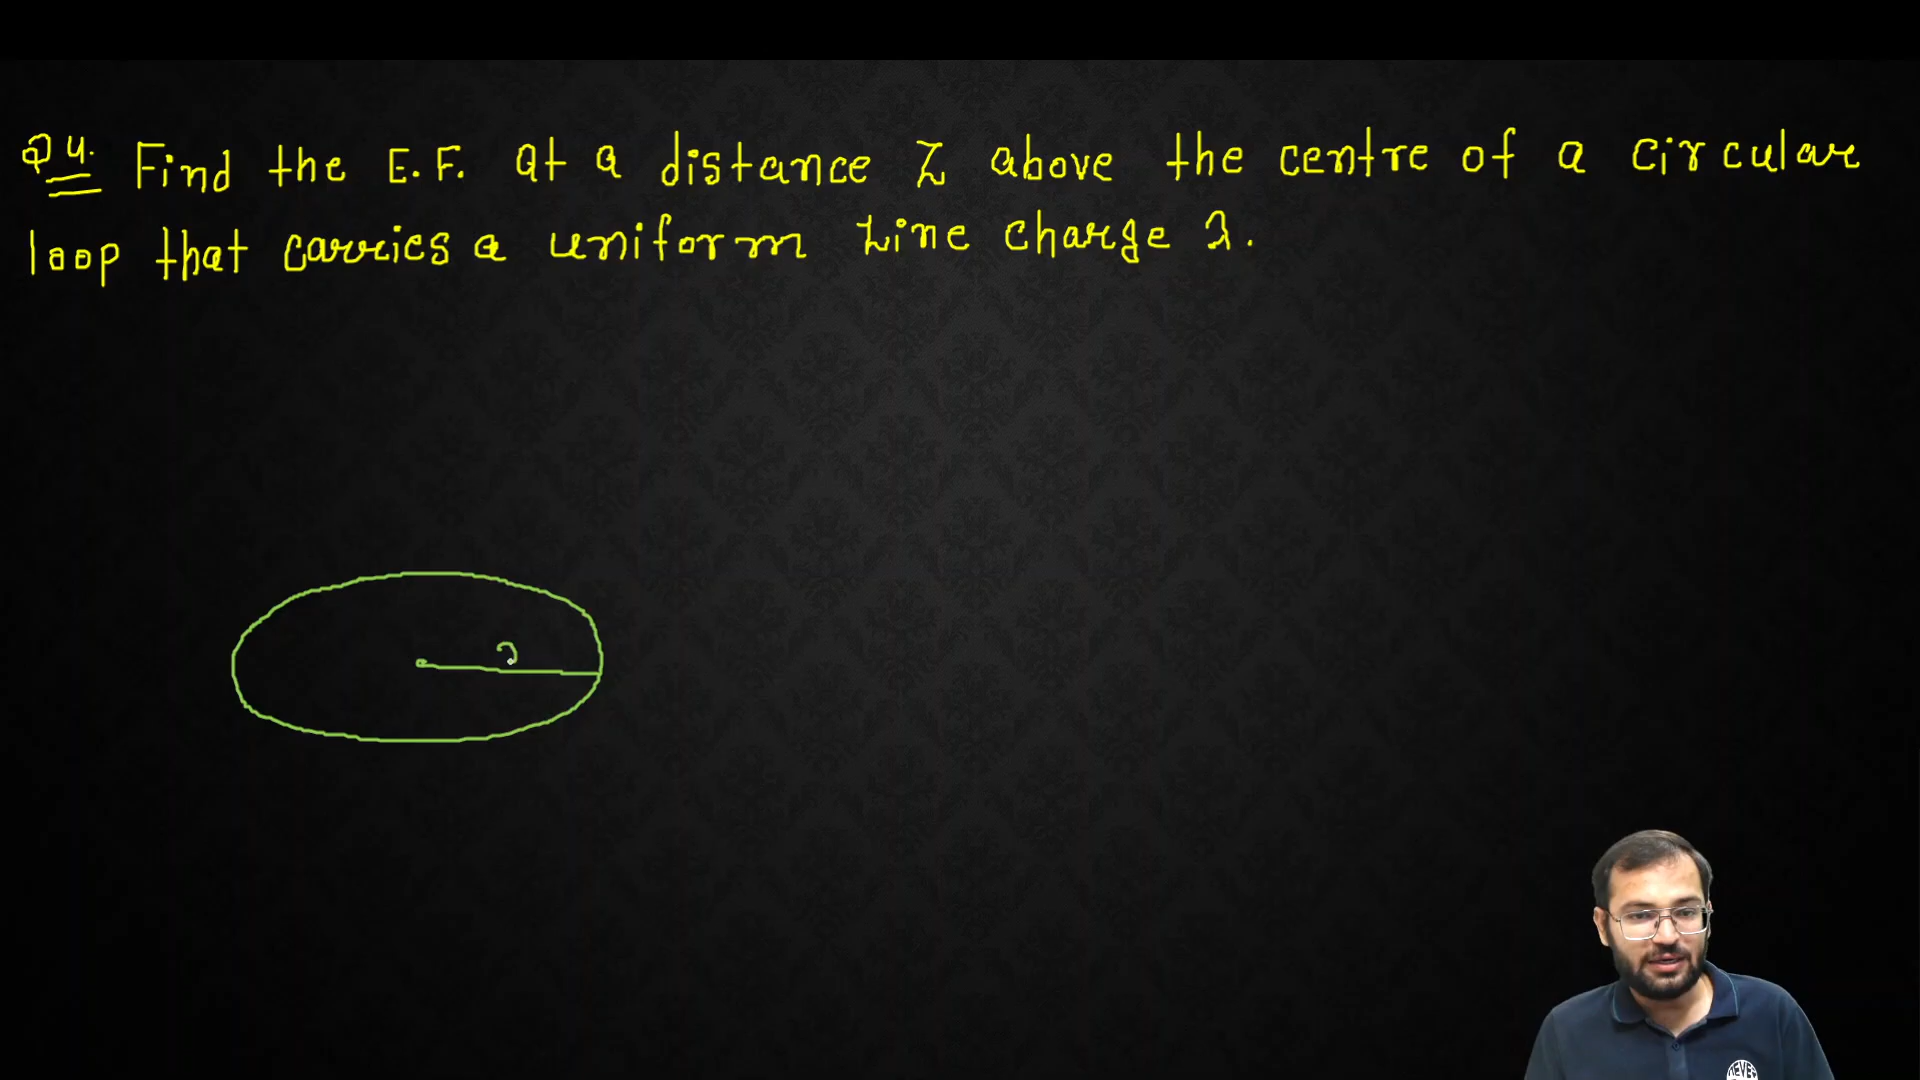 Q4. Find the E.F. at a distance Z above the centre of a circular
loop that carries a uniform Line charge λ.